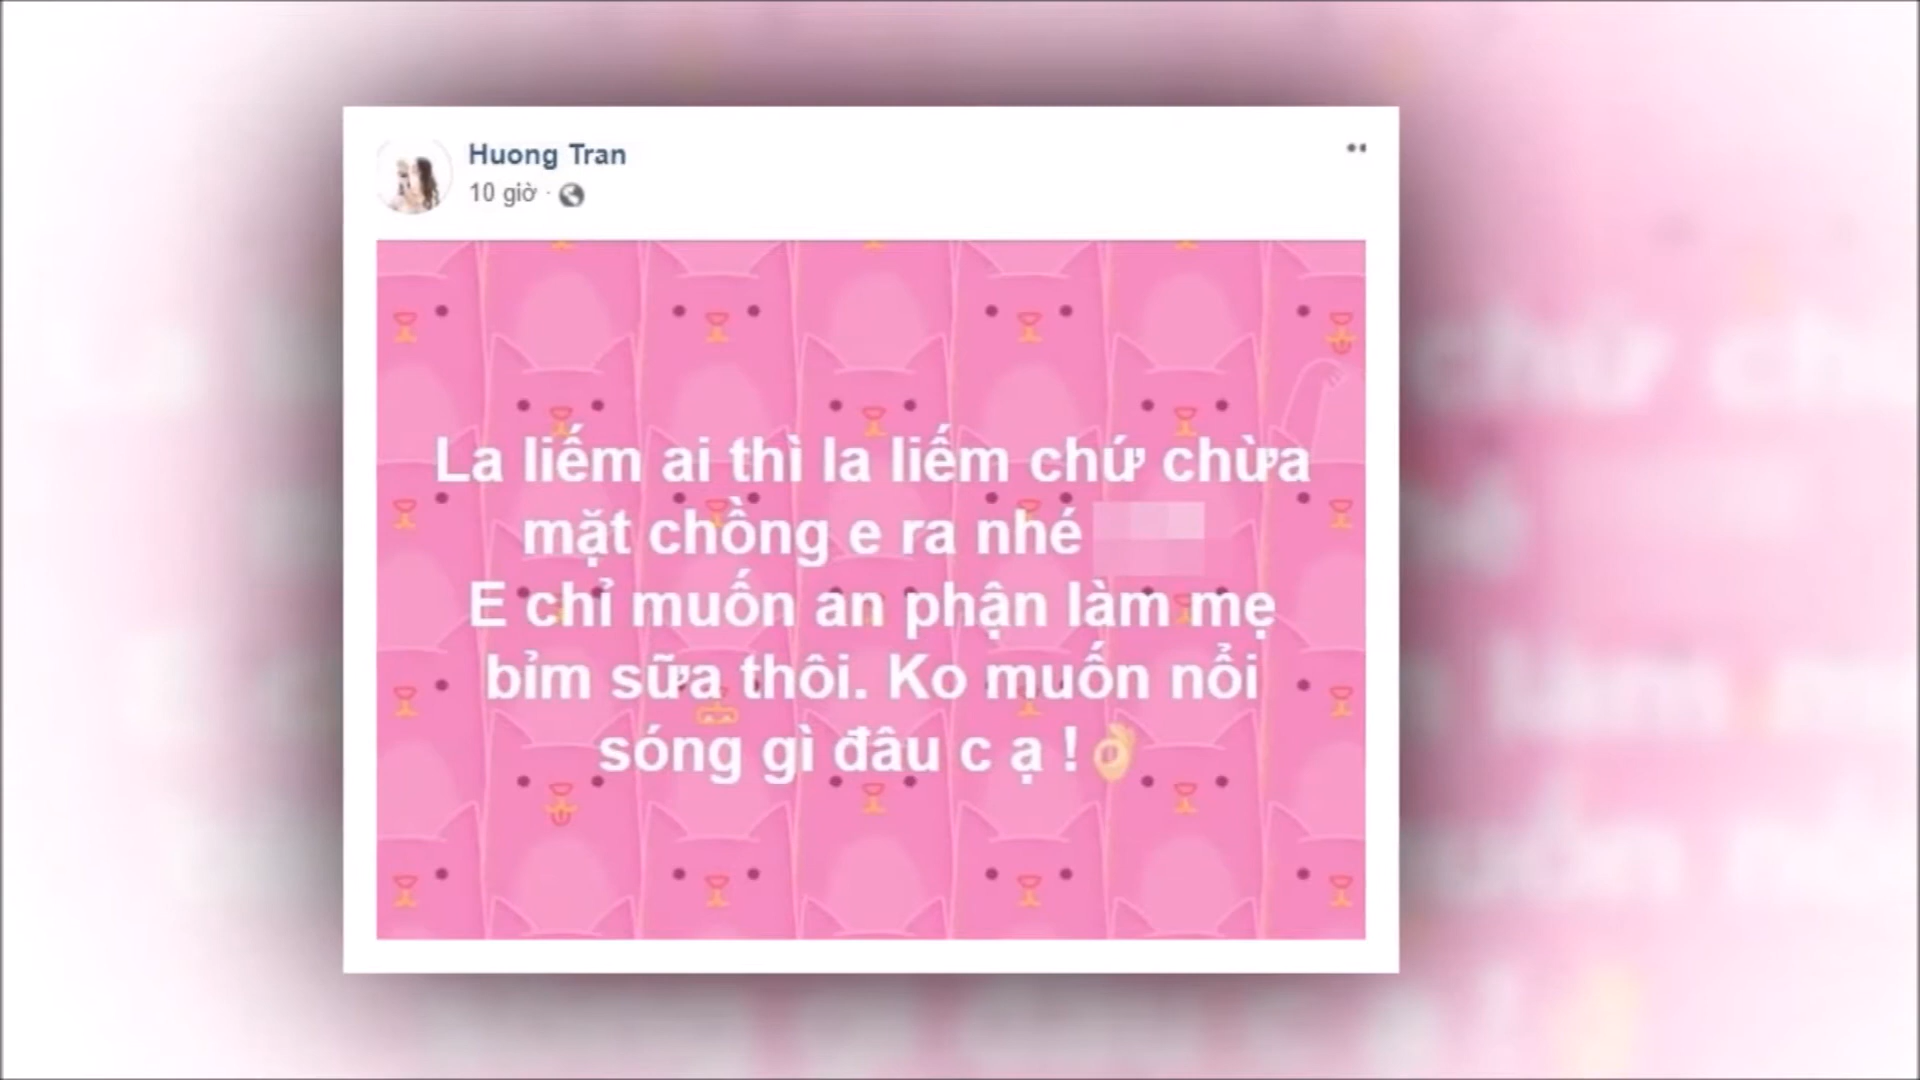 Huong Tran
10 giờ ·
La liếm ai thì la liếm chứ chừa
mặt chồng e ra nhé
E chỉ muốn an phận làm mẹ
bỉm sữa thôi. Ko muốn nổi
sóng gì đâu c ạ !👌